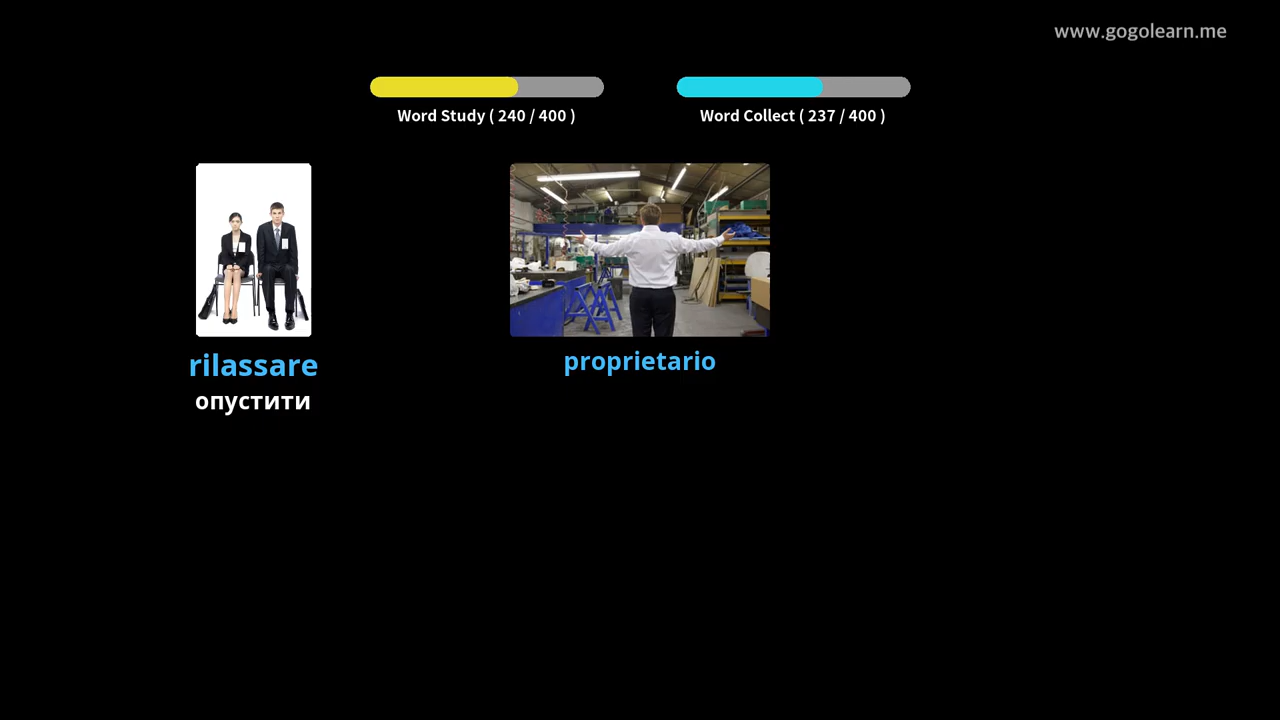 www.gogolearn.me
Word Study ( 240 / 400 )
Word Collect ( 237 / 400 )
rilassare
опустити
proprietario